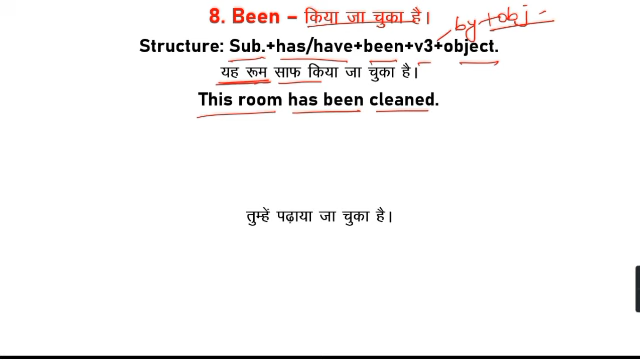 8. Been – किया जा चुका है।
by + obj
Structure: Sub.+has/have+been+v3+object.
यह रूम साफ किया जा चुका है।
This room has been cleaned.
तुम्हें पढ़ाया जा चुका है।